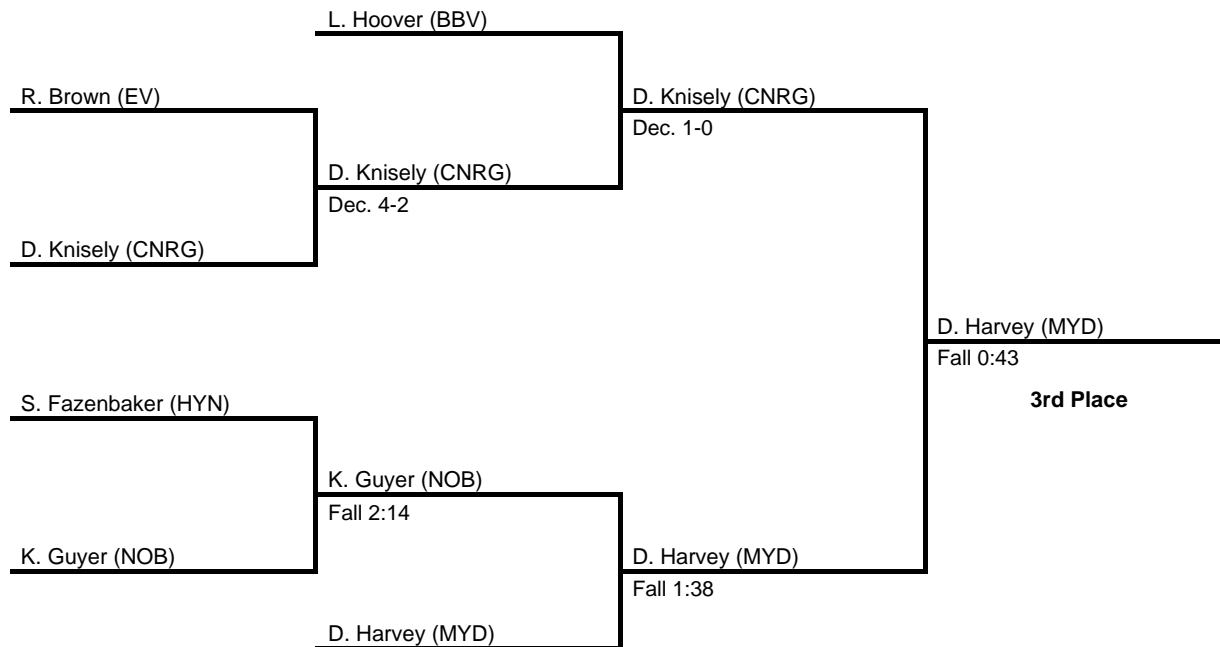 L. Hoover (BBV)
R. Brown (EV)
D. Knisely (CNRG)
Dec. 1-0
D. Knisely (CNRG)
Dec. 4-2
D. Knisely (CNRG)
D. Harvey (MYD)
Fall 0:43
3rd Place
S. Fazenbaker (HYN)
K. Guyer (NOB)
Fall 2:14
K. Guyer (NOB)
D. Harvey (MYD)
Fall 1:38
D. Harvey (MYD)